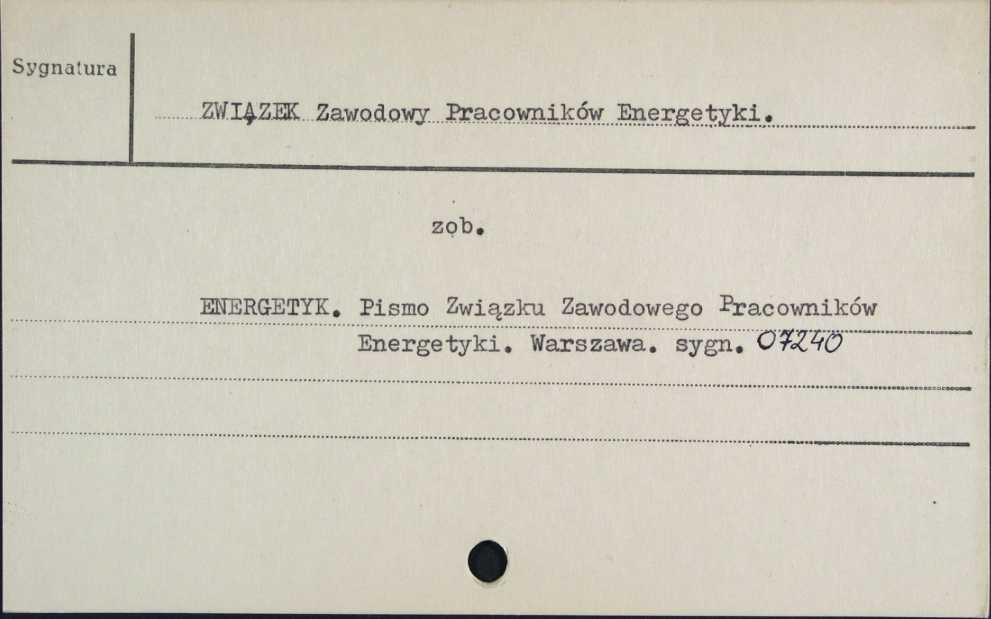 Sygnatura
ZWIĄZEK Zawodowy Pracowników Energetyki.
zob.
ENERGETYK. Pismo Związku Zawodowego Pracowników
Energetyki. Warszawa. sygn. 07240